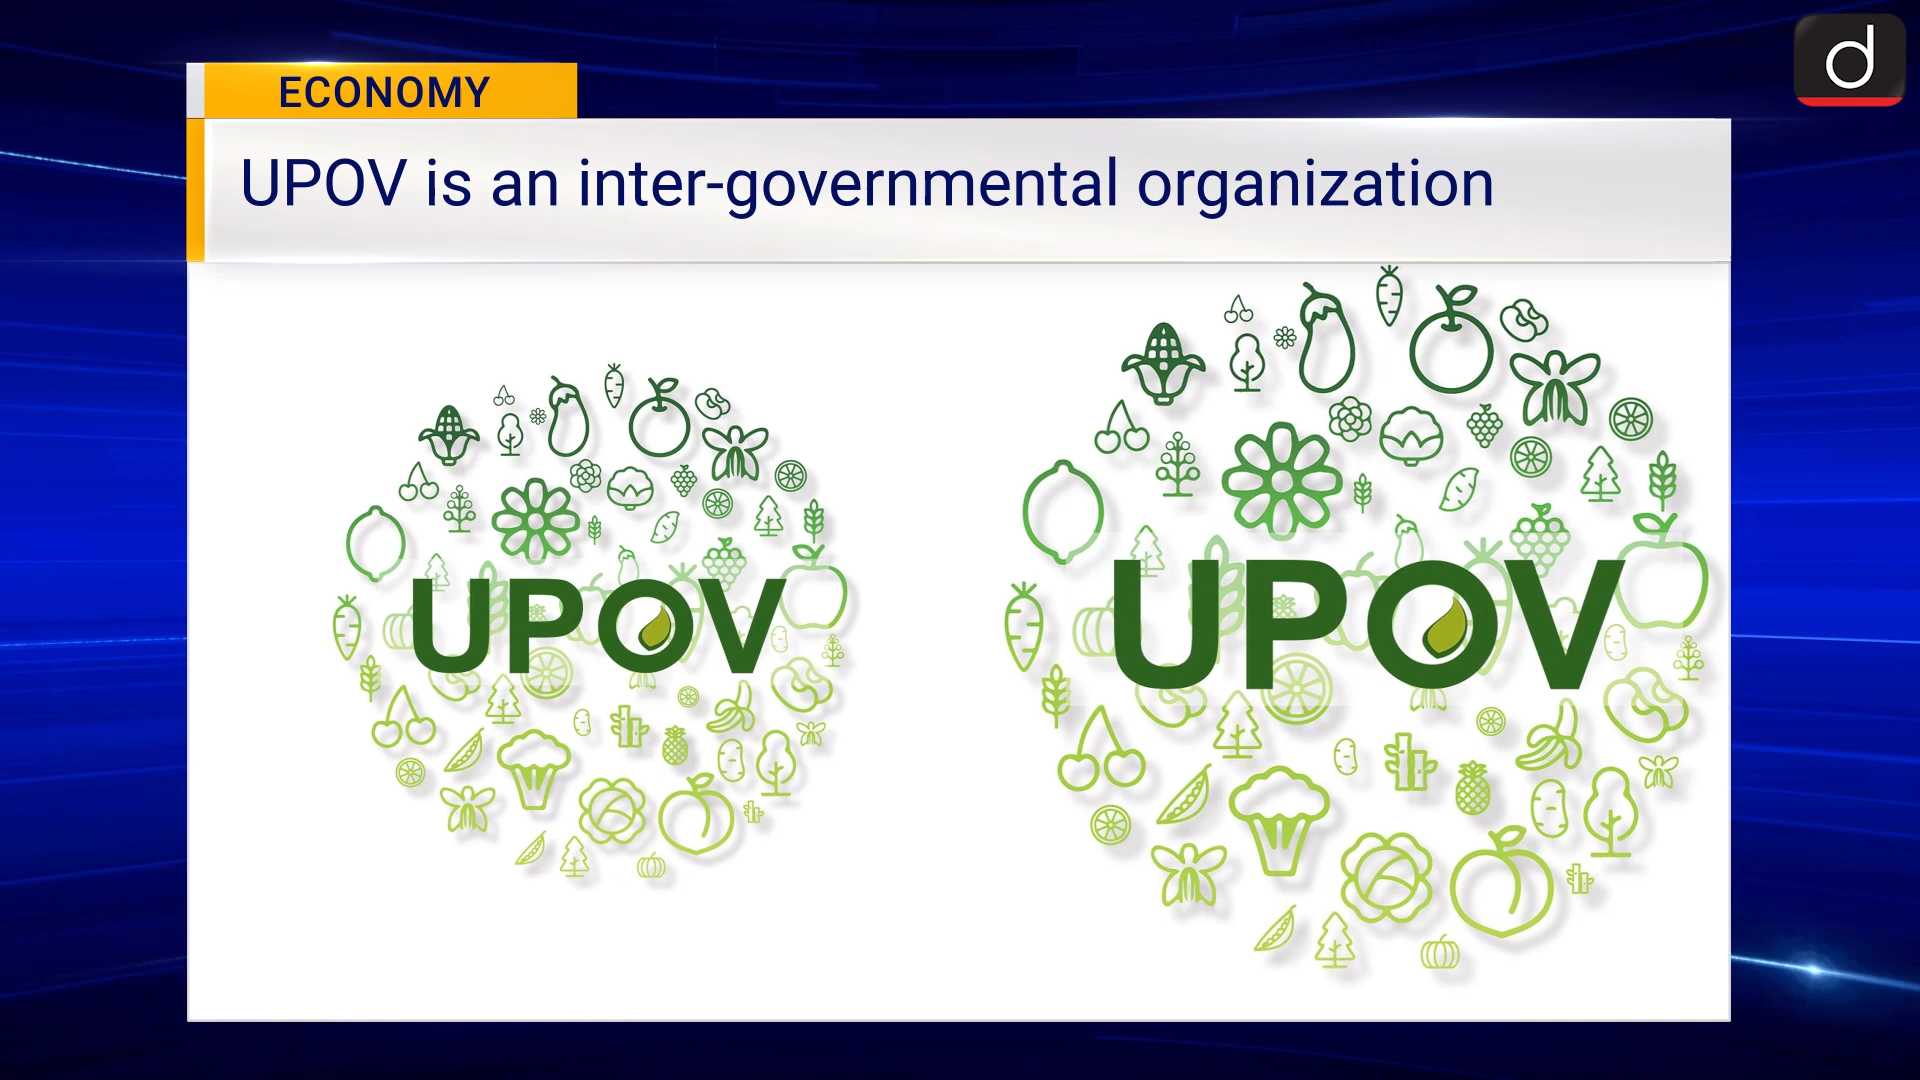 d
ECONOMY
UPOV is an inter-governmental organization
UPOV
UPOV